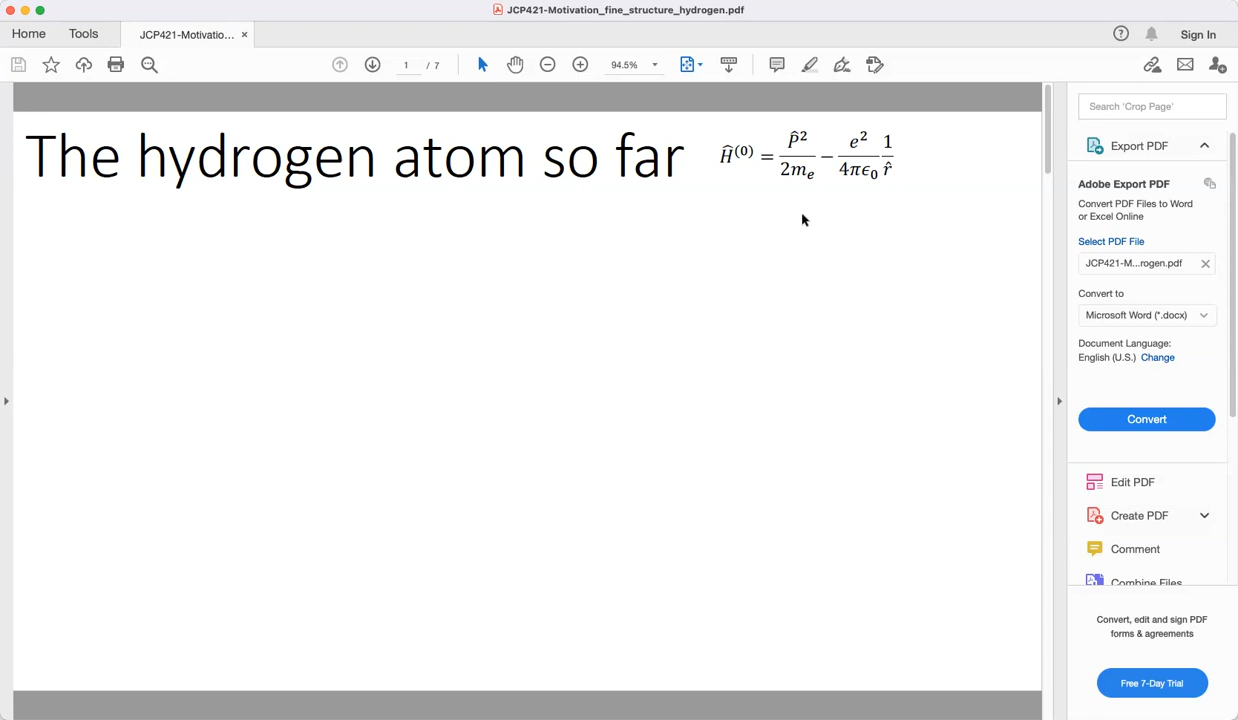 JCP421-Motivation_fine_structure_hydrogen.pdf
Home Tools JCP421-Motivatio... × Sign In
1 / 7 94.5%
The hydrogen atom so far Ĥ⁽⁰⁾ = P̂²/2mₑ − e²/4πϵ₀ 1/r̂
Search 'Crop Page'
Export PDF
Adobe Export PDF
Convert PDF Files to Word
or Excel Online
Select PDF File
JCP421-M...rogen.pdf
Convert to
Microsoft Word (*.docx)
Document Language:
English (U.S.) Change
Convert
Edit PDF
Create PDF
Comment
Combine Files
Convert, edit and sign PDF
forms & agreements
Free 7-Day Trial